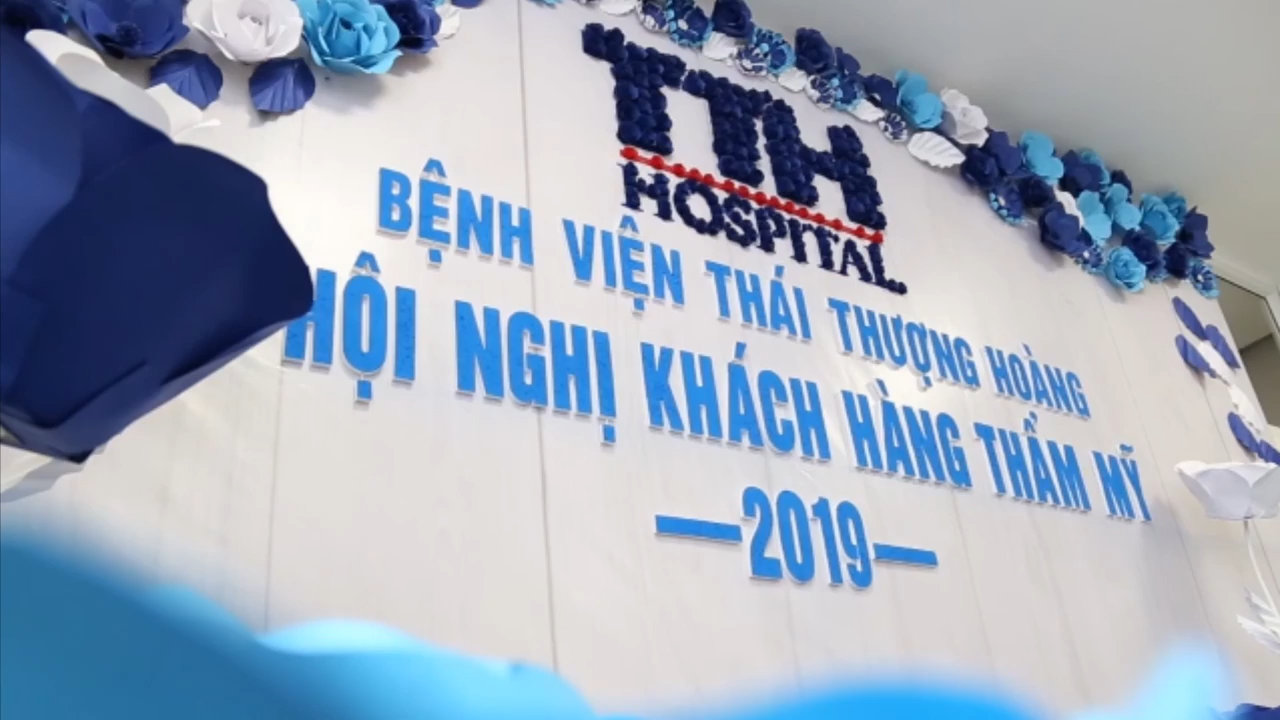 TTH
HOSPITAL
BỆNH VIỆN THÁI THƯỢNG HOÀNG
HỘI NGHỊ KHÁCH HÀNG THẨM MỸ
—2019—